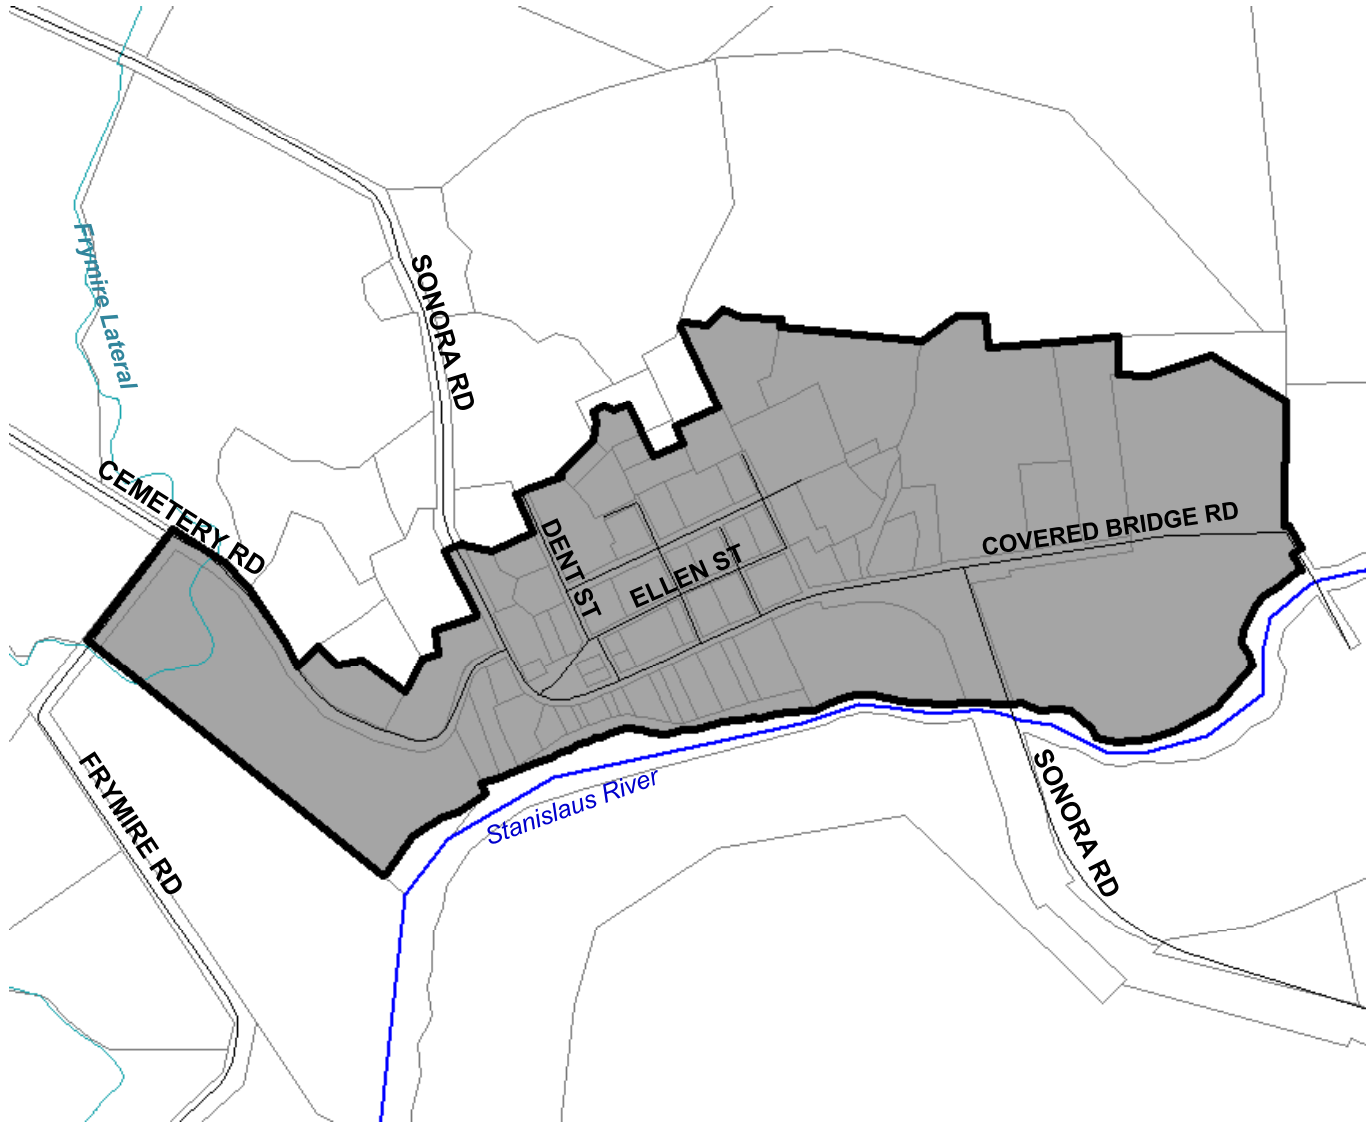 Frymire Lateral
SONORA RD
CEMETERY RD
DENT ST
ELLEN ST
COVERED BRIDGE RD
FRYMIRE RD
Stanislaus River
SONORA RD